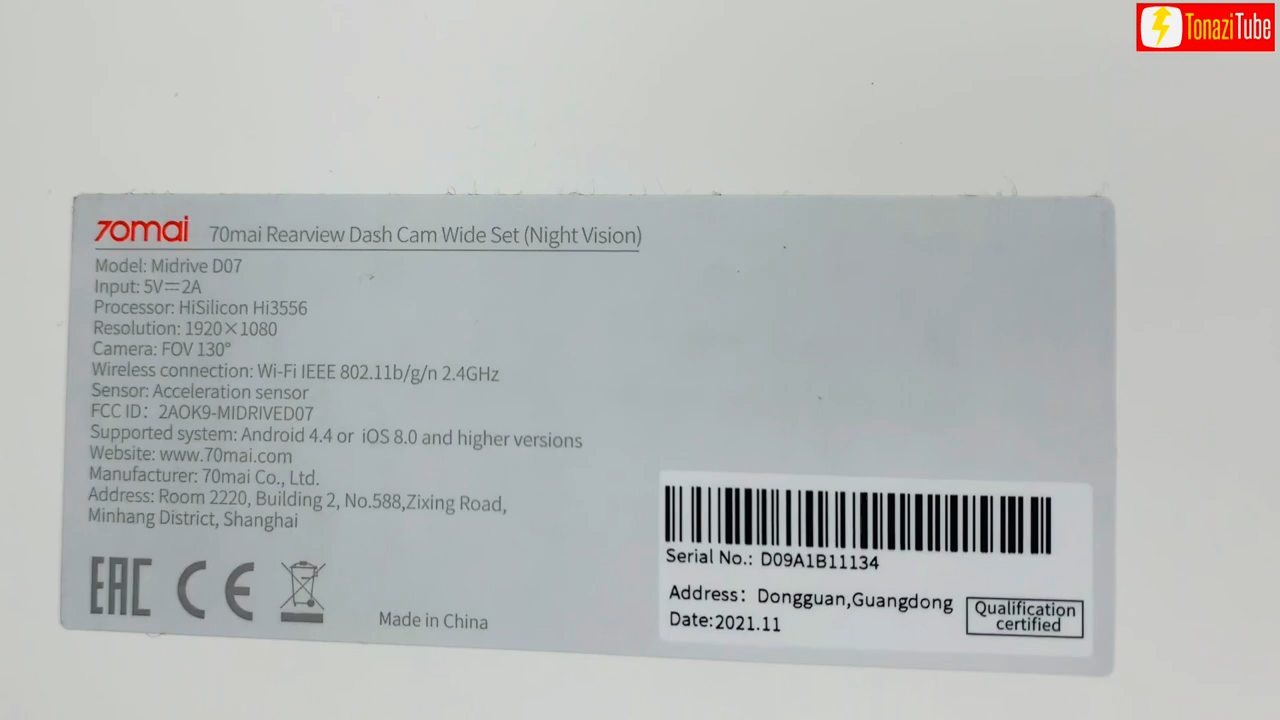 TonaziTube
70mai 70mai Rearview Dash Cam Wide Set (Night Vision)
Model: Midrive D07
Input: 5V⎓2A
Processor: HiSilicon Hi3556
Resolution: 1920×1080
Camera: FOV 130°
Wireless connection: Wi-Fi IEEE 802.11b/g/n 2.4GHz
Sensor: Acceleration sensor
FCC ID: 2AOK9-MIDRIVED07
Supported system: Android 4.4 or iOS 8.0 and higher versions
Website: www.70mai.com
Manufacturer: 70mai Co., Ltd.
Address: Room 2220, Building 2, No.588,Zixing Road,
Minhang District, Shanghai
EAC CE
Made in China
Serial No.: D09A1B11134
Address: Dongguan,Guangdong
Date:2021.11
Qualification
certified